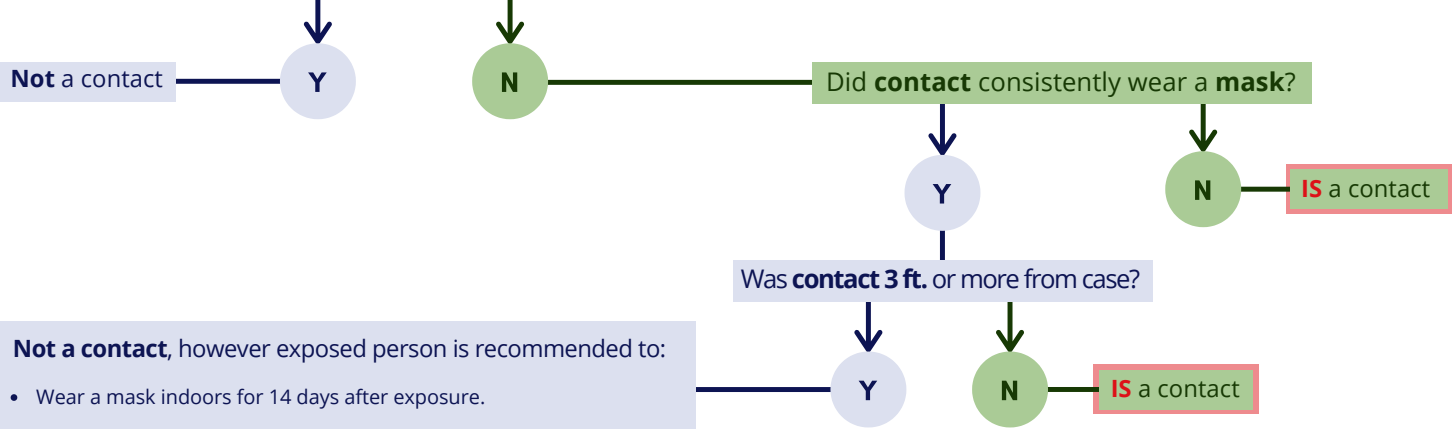 Not a contact
Y
N
Did contact consistently wear a mask?
Y
N
IS a contact
Was contact 3 ft. or more from case?
Not a contact, however exposed person is recommended to:
• Wear a mask indoors for 14 days after exposure.
Y
N
IS a contact